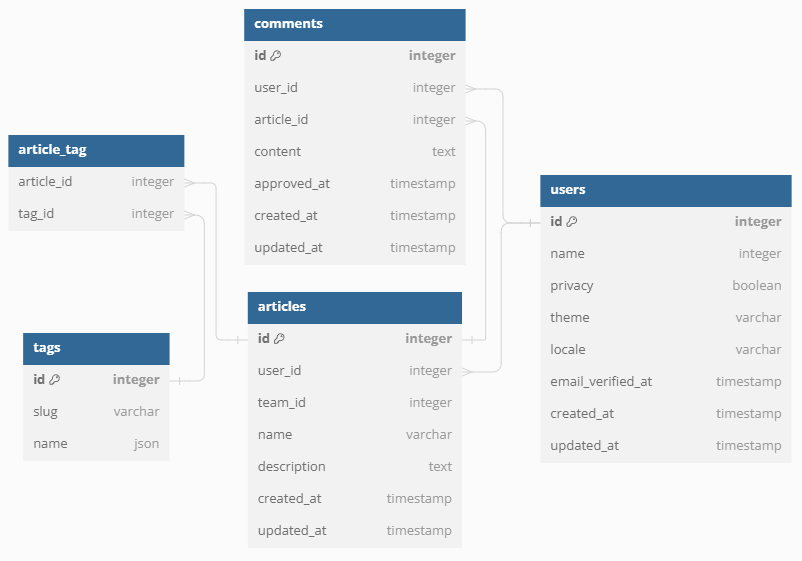 comments
id integer
user_id integer
article_id integer
content text
approved_at timestamp
created_at timestamp
updated_at timestamp
article_tag
article_id integer
tag_id integer
users
id integer
name integer
privacy boolean
theme varchar
locale varchar
email_verified_at timestamp
created_at timestamp
updated_at timestamp
articles
id integer
user_id integer
team_id integer
name varchar
description text
created_at timestamp
updated_at timestamp
tags
id integer
slug varchar
name json